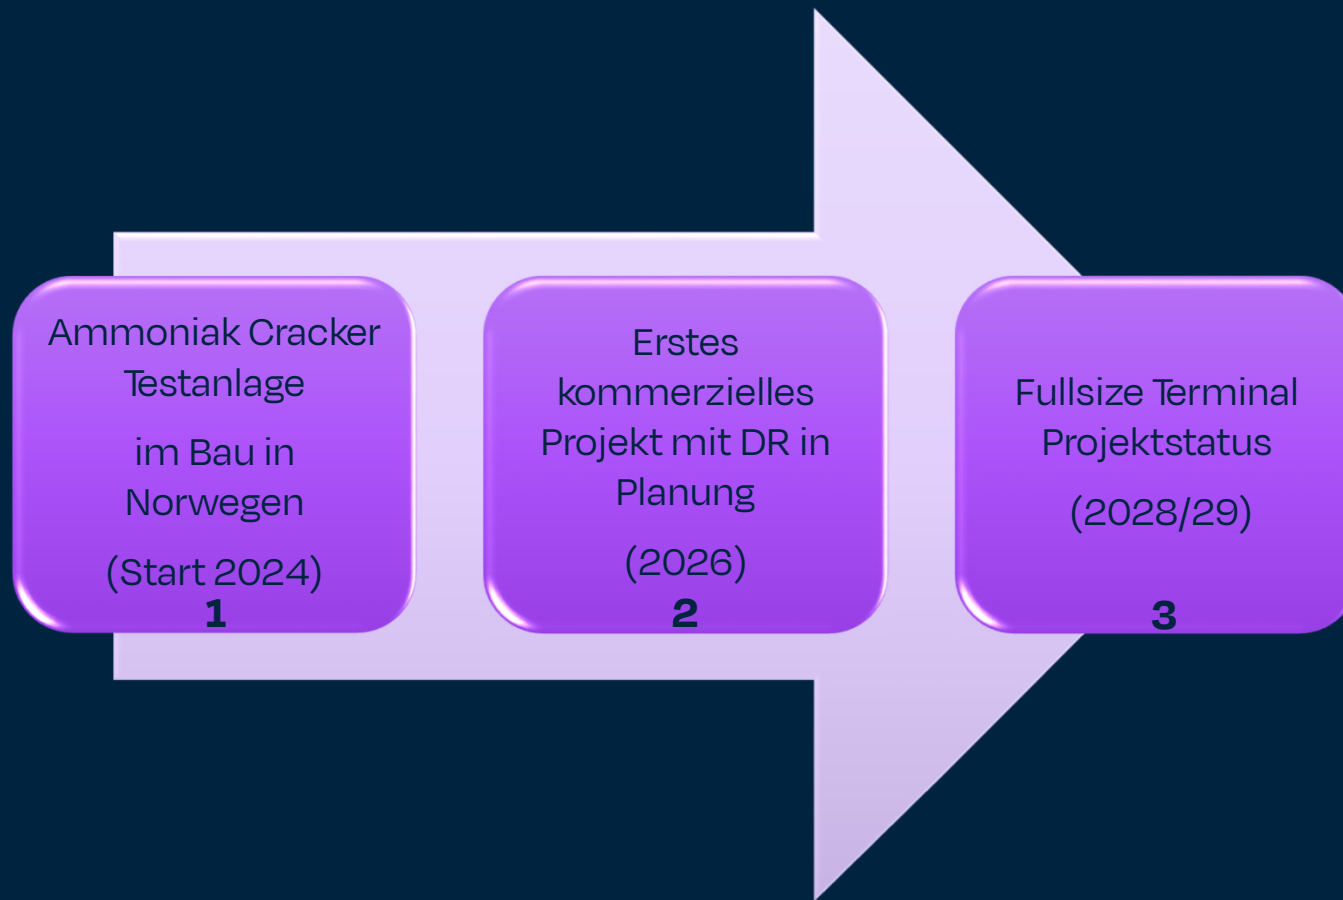 Ammoniak Cracker
Testanlage
im Bau in
Norwegen
(Start 2024)
1
Erstes
kommerzielles
Projekt mit DR in
Planung
(2026)
2
Fullsize Terminal
Projektstatus
(2028/29)
3